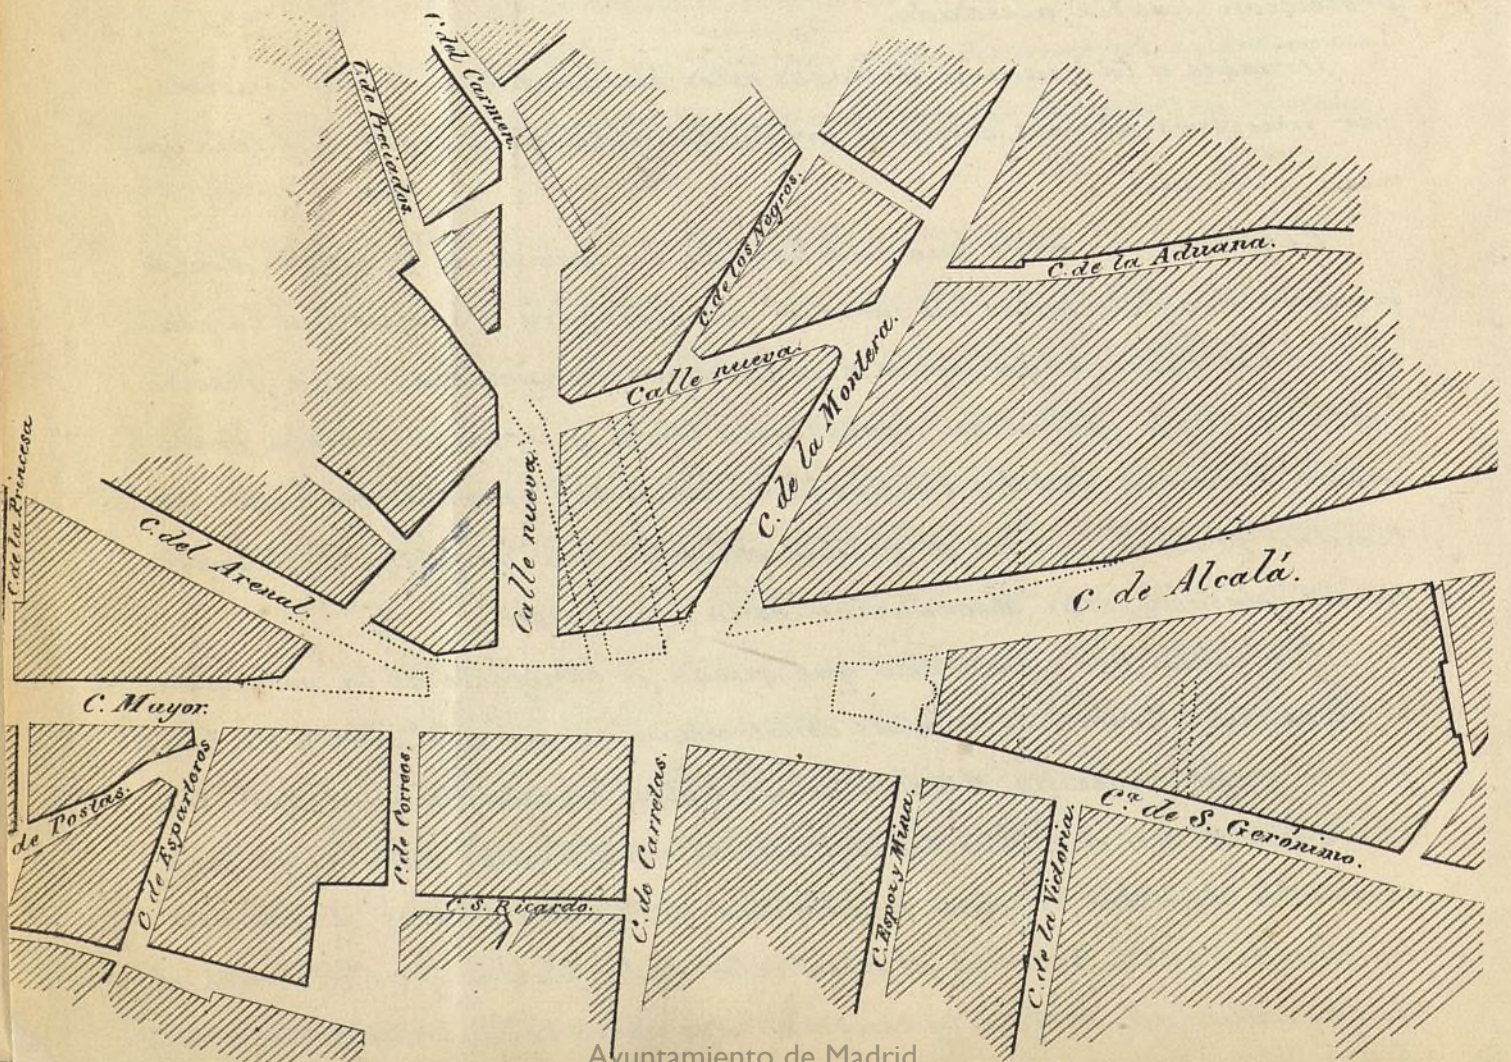 C. del Carmen.
C. de Preciados.
C. de los Negros.
C. de la Aduana.
Calle nueva.
C. de la Montera.
C. de la Princesa
C. del Arenal.
Calle nueva.
C. de Alcalá.
C. Mayor.
de Postas.
C. de Esparteros
C. de Correos.
C. S. Ricardo.
C. de Carretas.
C. Espoz y Mina.
C. de la Victoria.
C.ª de S. Gerónimo.
Ayuntamiento de Madrid